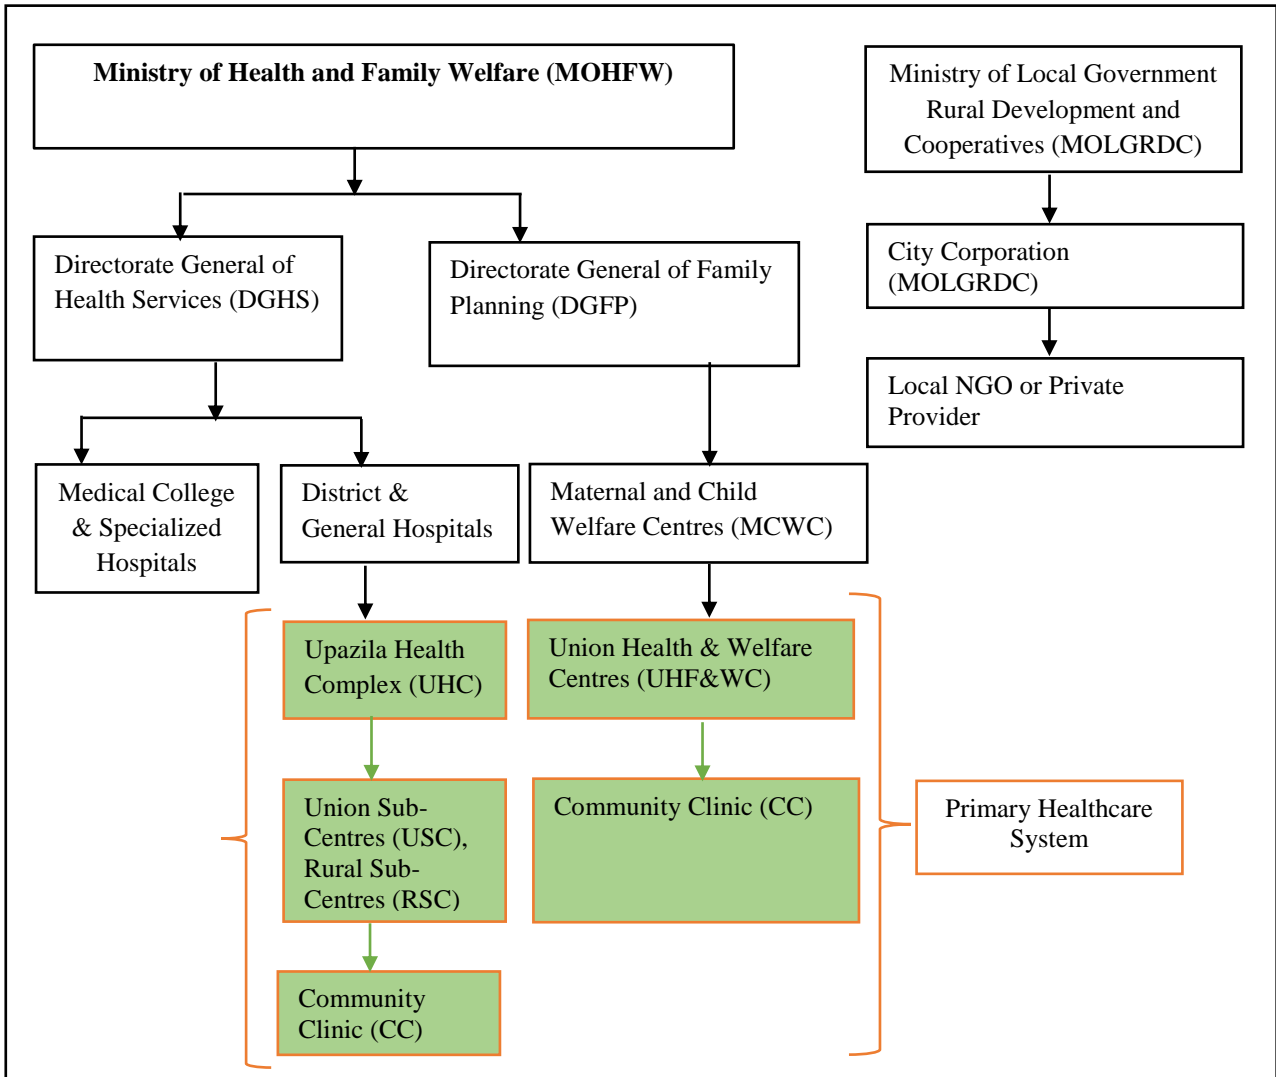 Ministry of Health and Family Welfare (MOHFW)
Ministry of Local Government
Rural Development and
Cooperatives (MOLGRDC)
Directorate General of
Health Services (DGHS)
Directorate General of Family
Planning (DGFP)
City Corporation
(MOLGRDC)
Local NGO or Private
Provider
Medical College
& Specialized
Hospitals
District &
General Hospitals
Maternal and Child
Welfare Centres (MCWC)
Upazila Health
Complex (UHC)
Union Health & Welfare
Centres (UHF&WC)
Union Sub-
Centres (USC),
Rural Sub-
Centres (RSC)
Community Clinic (CC)
Primary Healthcare
System
Community
Clinic (CC)